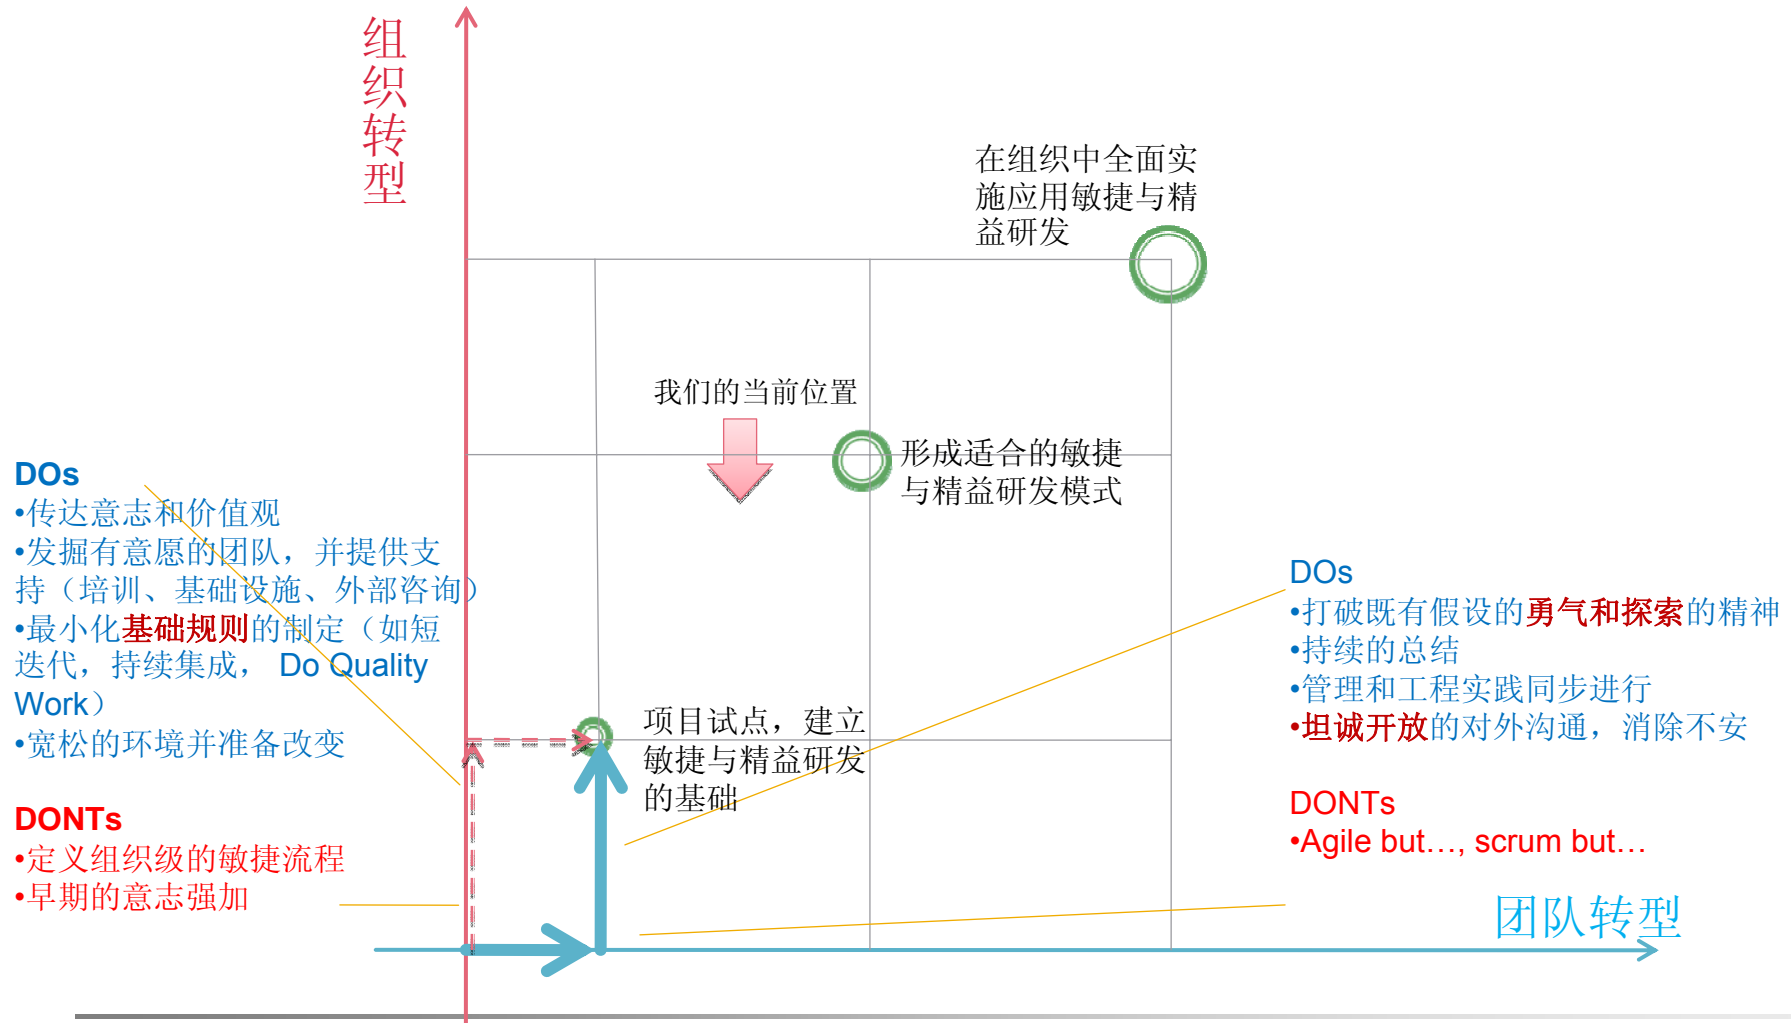 组
织
转
型
在组织中全面实
施应用敏捷与精
益研发
我们的当前位置
形成适合的敏捷
与精益研发模式
DOs
•传达意志和价值观
•发掘有意愿的团队，并提供支
持（培训、基础设施、外部咨询）
•最小化基础规则的制定（如短
迭代，持续集成， Do Quality
Work）
•宽松的环境并准备改变
DONTs
•定义组织级的敏捷流程
•早期的意志强加
项目试点，建立
敏捷与精益研发
的基础
DOs
•打破既有假设的勇气和探索的精神
•持续的总结
•管理和工程实践同步进行
•坦诚开放的对外沟通，消除不安
DONTs
•Agile but…, scrum but…
团队转型